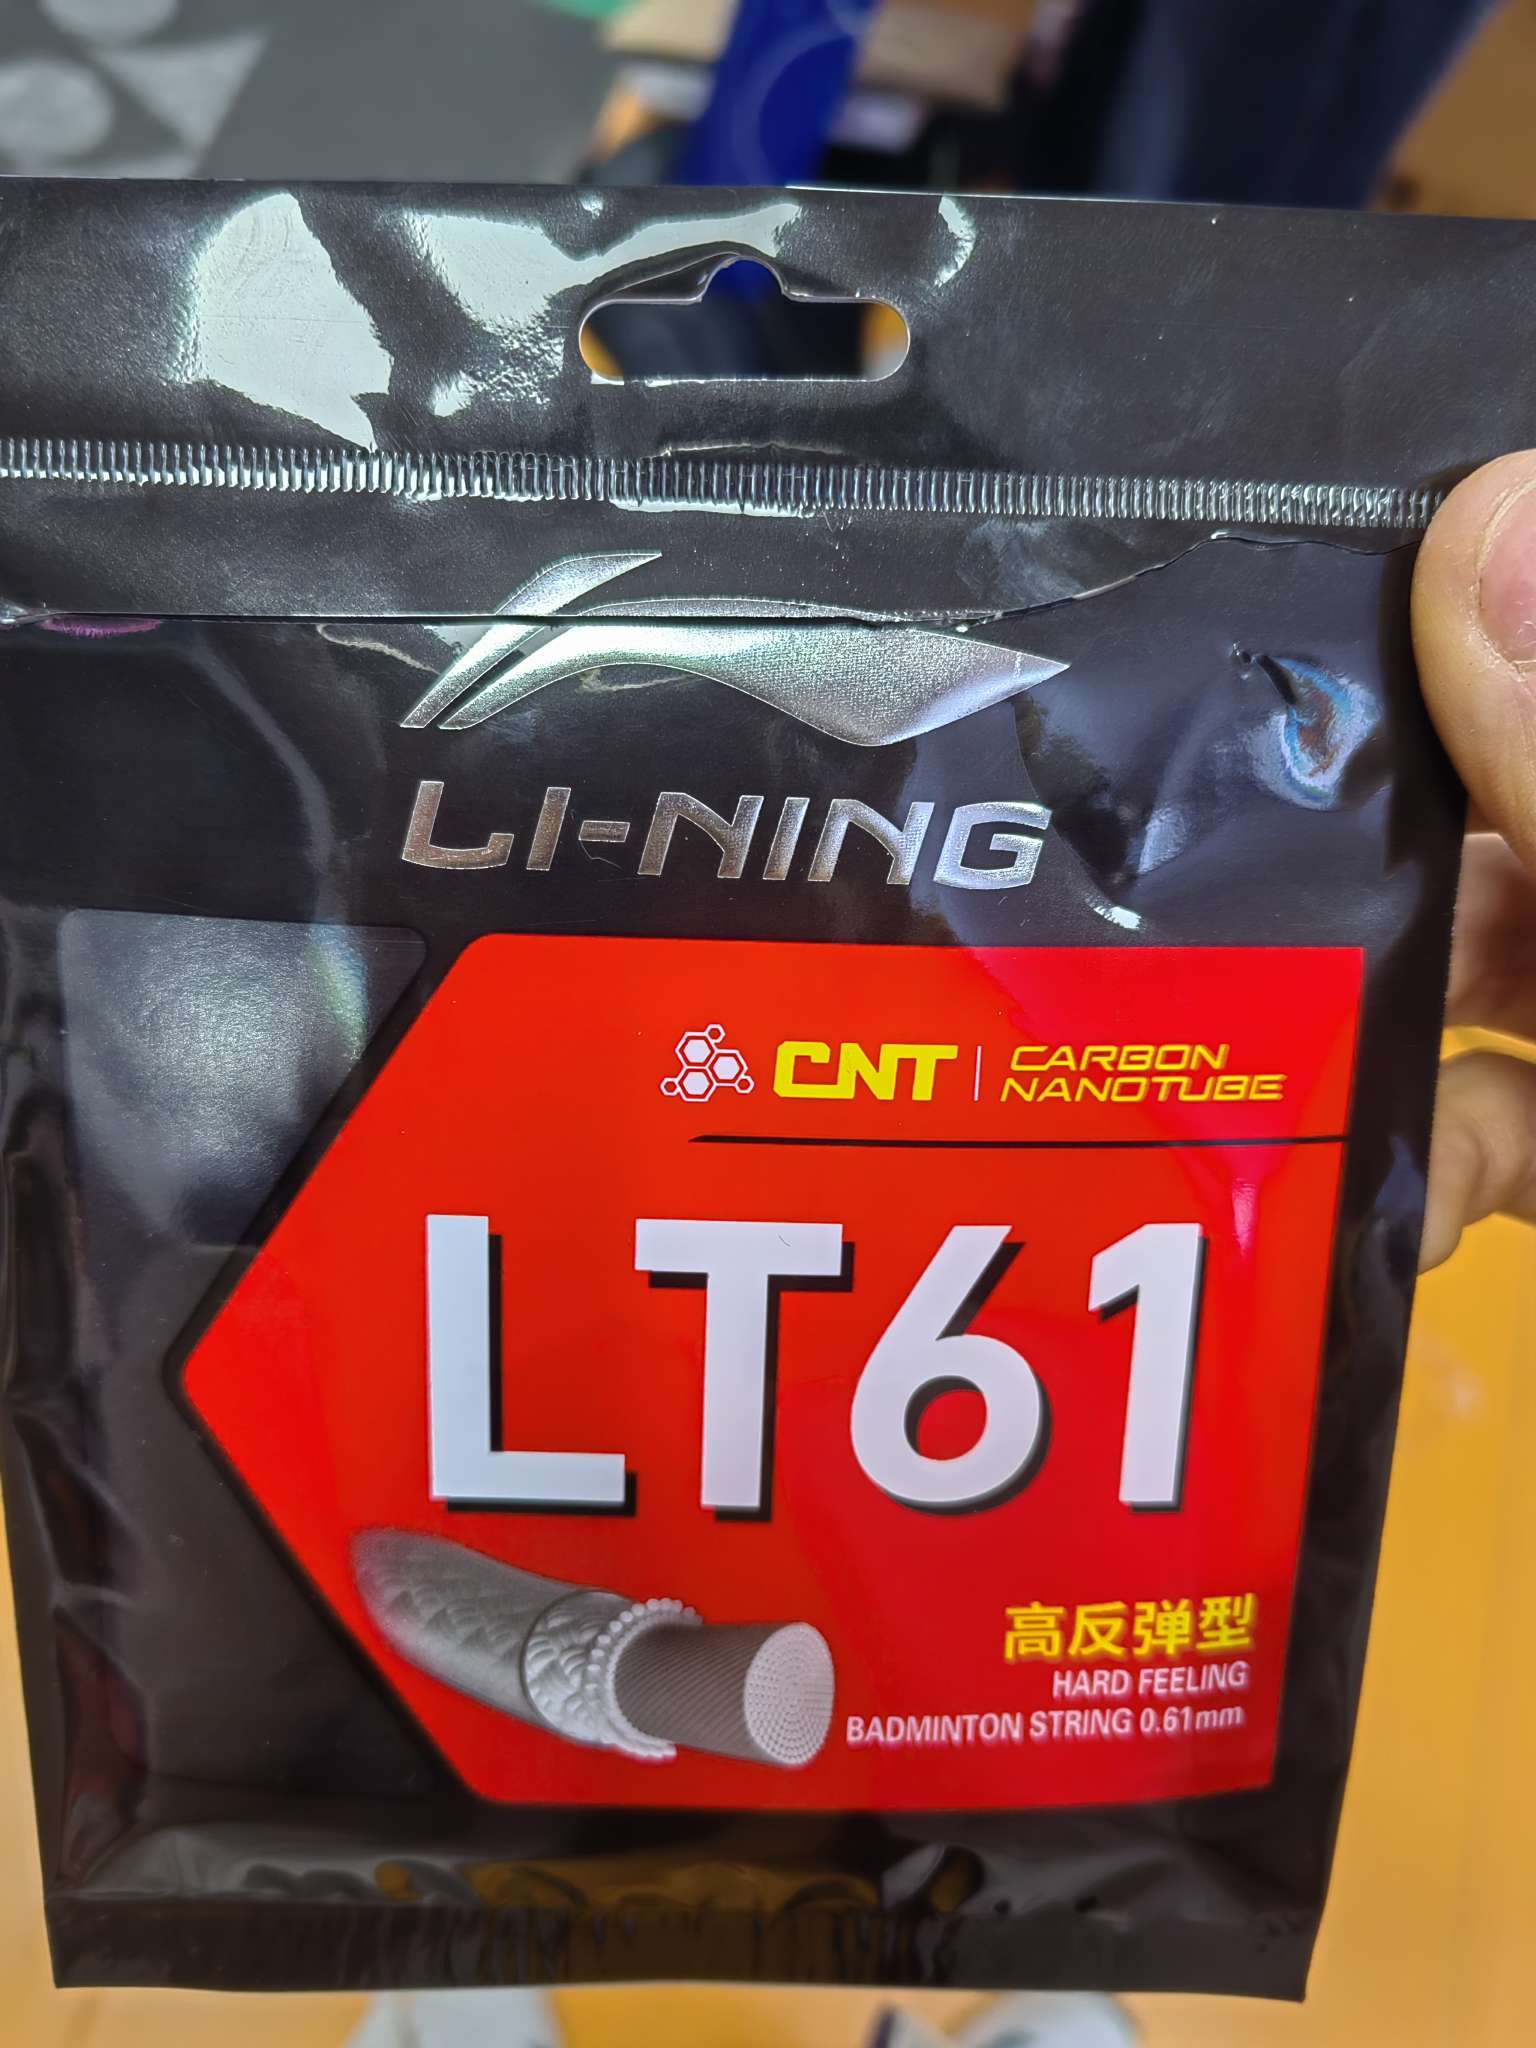 LI-NING
CNT | CARBON
NANOTUBE
LT61
高反弹型
HARD FEELING
BADMINTON STRING 0.61mm